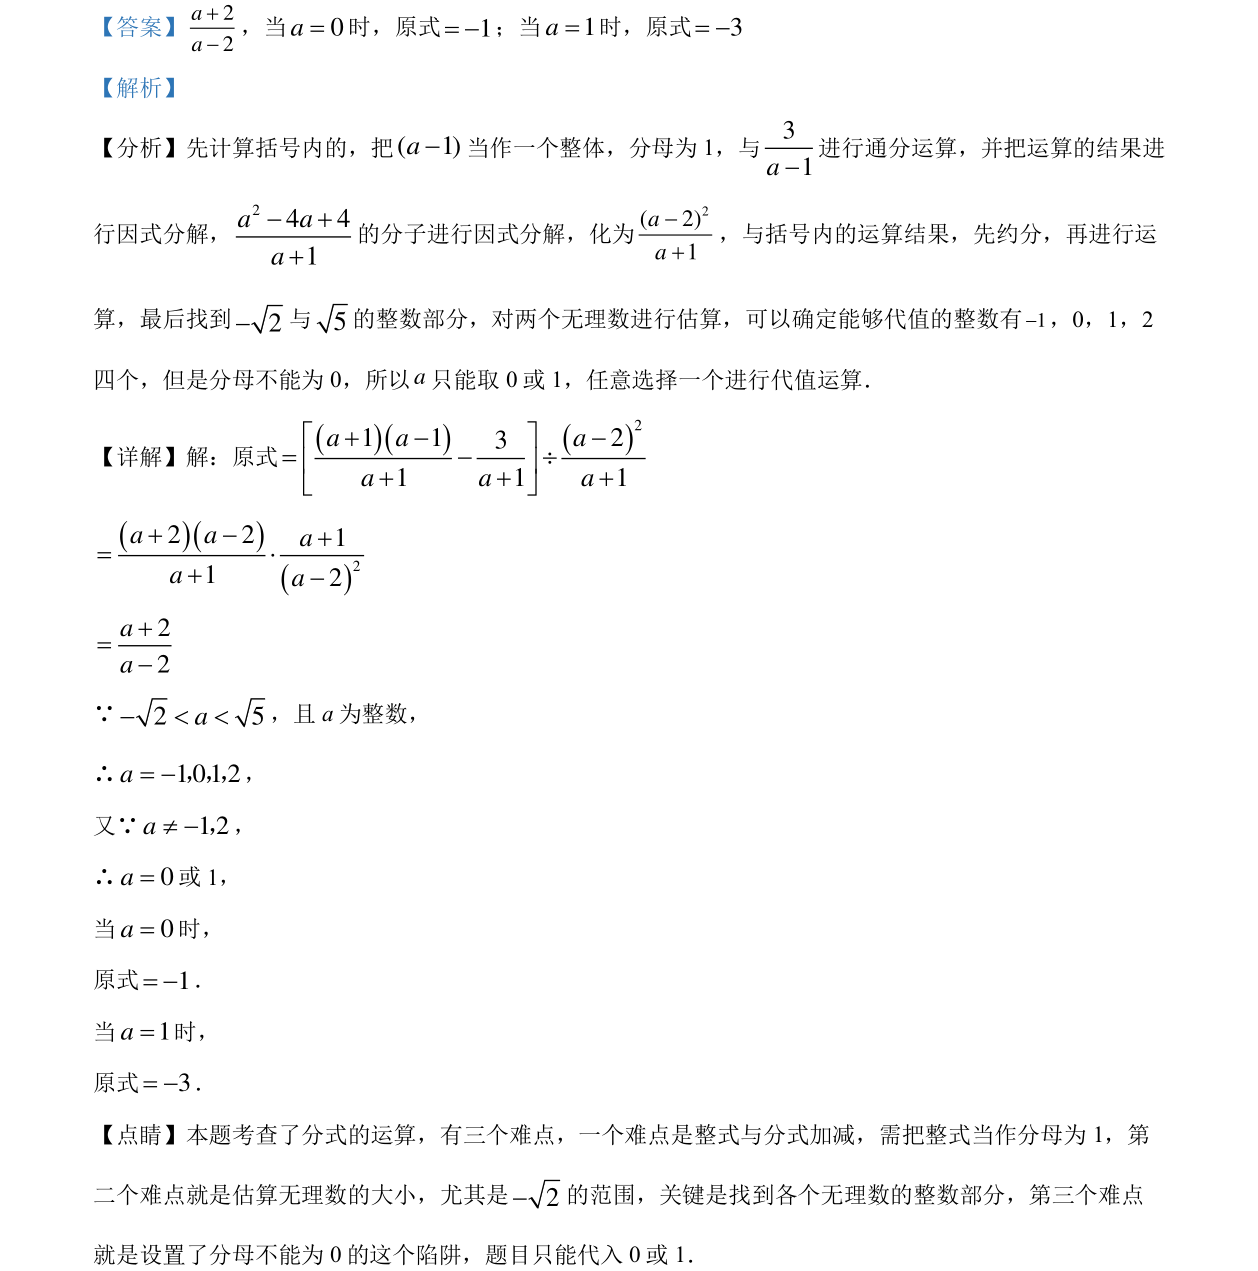 【答案】$\frac{a+2}{a-2}$，当$a=0$时，原式$=-1$；当$a=1$时，原式$=-3$
【解析】
【分析】先计算括号内的，把$(a-1)$当作一个整体，分母为 1，与$\frac{3}{a-1}$进行通分运算，并把运算的结果进
行因式分解，$\frac{a^2-4a+4}{a+1}$的分子进行因式分解，化为$\frac{(a-2)^2}{a+1}$，与括号内的运算结果，先约分，再进行运
算，最后找到$-\sqrt{2}$与$\sqrt{5}$的整数部分，对两个无理数进行估算，可以确定能够代值的整数有$-1$，0，1，2
四个，但是分母不能为 0，所以$a$只能取 0 或 1，任意选择一个进行代值运算．
【详解】解：原式$=\left[\frac{(a+1)(a-1)}{a+1}-\frac{3}{a+1}\right]\div\frac{(a-2)^2}{a+1}$
$=\frac{(a+2)(a-2)}{a+1}\cdot\frac{a+1}{(a-2)^2}$
$=\frac{a+2}{a-2}$
∵$-\sqrt{2}<a<\sqrt{5}$，且 $a$ 为整数，
∴$a=-1,0,1,2$，
又∵$a\neq-1,2$，
∴$a=0$或 1，
当$a=0$时，
原式$=-1$．
当$a=1$时，
原式$=-3$．
【点睛】本题考查了分式的运算，有三个难点，一个难点是整式与分式加减，需把整式当作分母为 1，第
二个难点就是估算无理数的大小，尤其是$-\sqrt{2}$的范围，关键是找到各个无理数的整数部分，第三个难点
就是设置了分母不能为 0 的这个陷阱，题目只能代入 0 或 1．